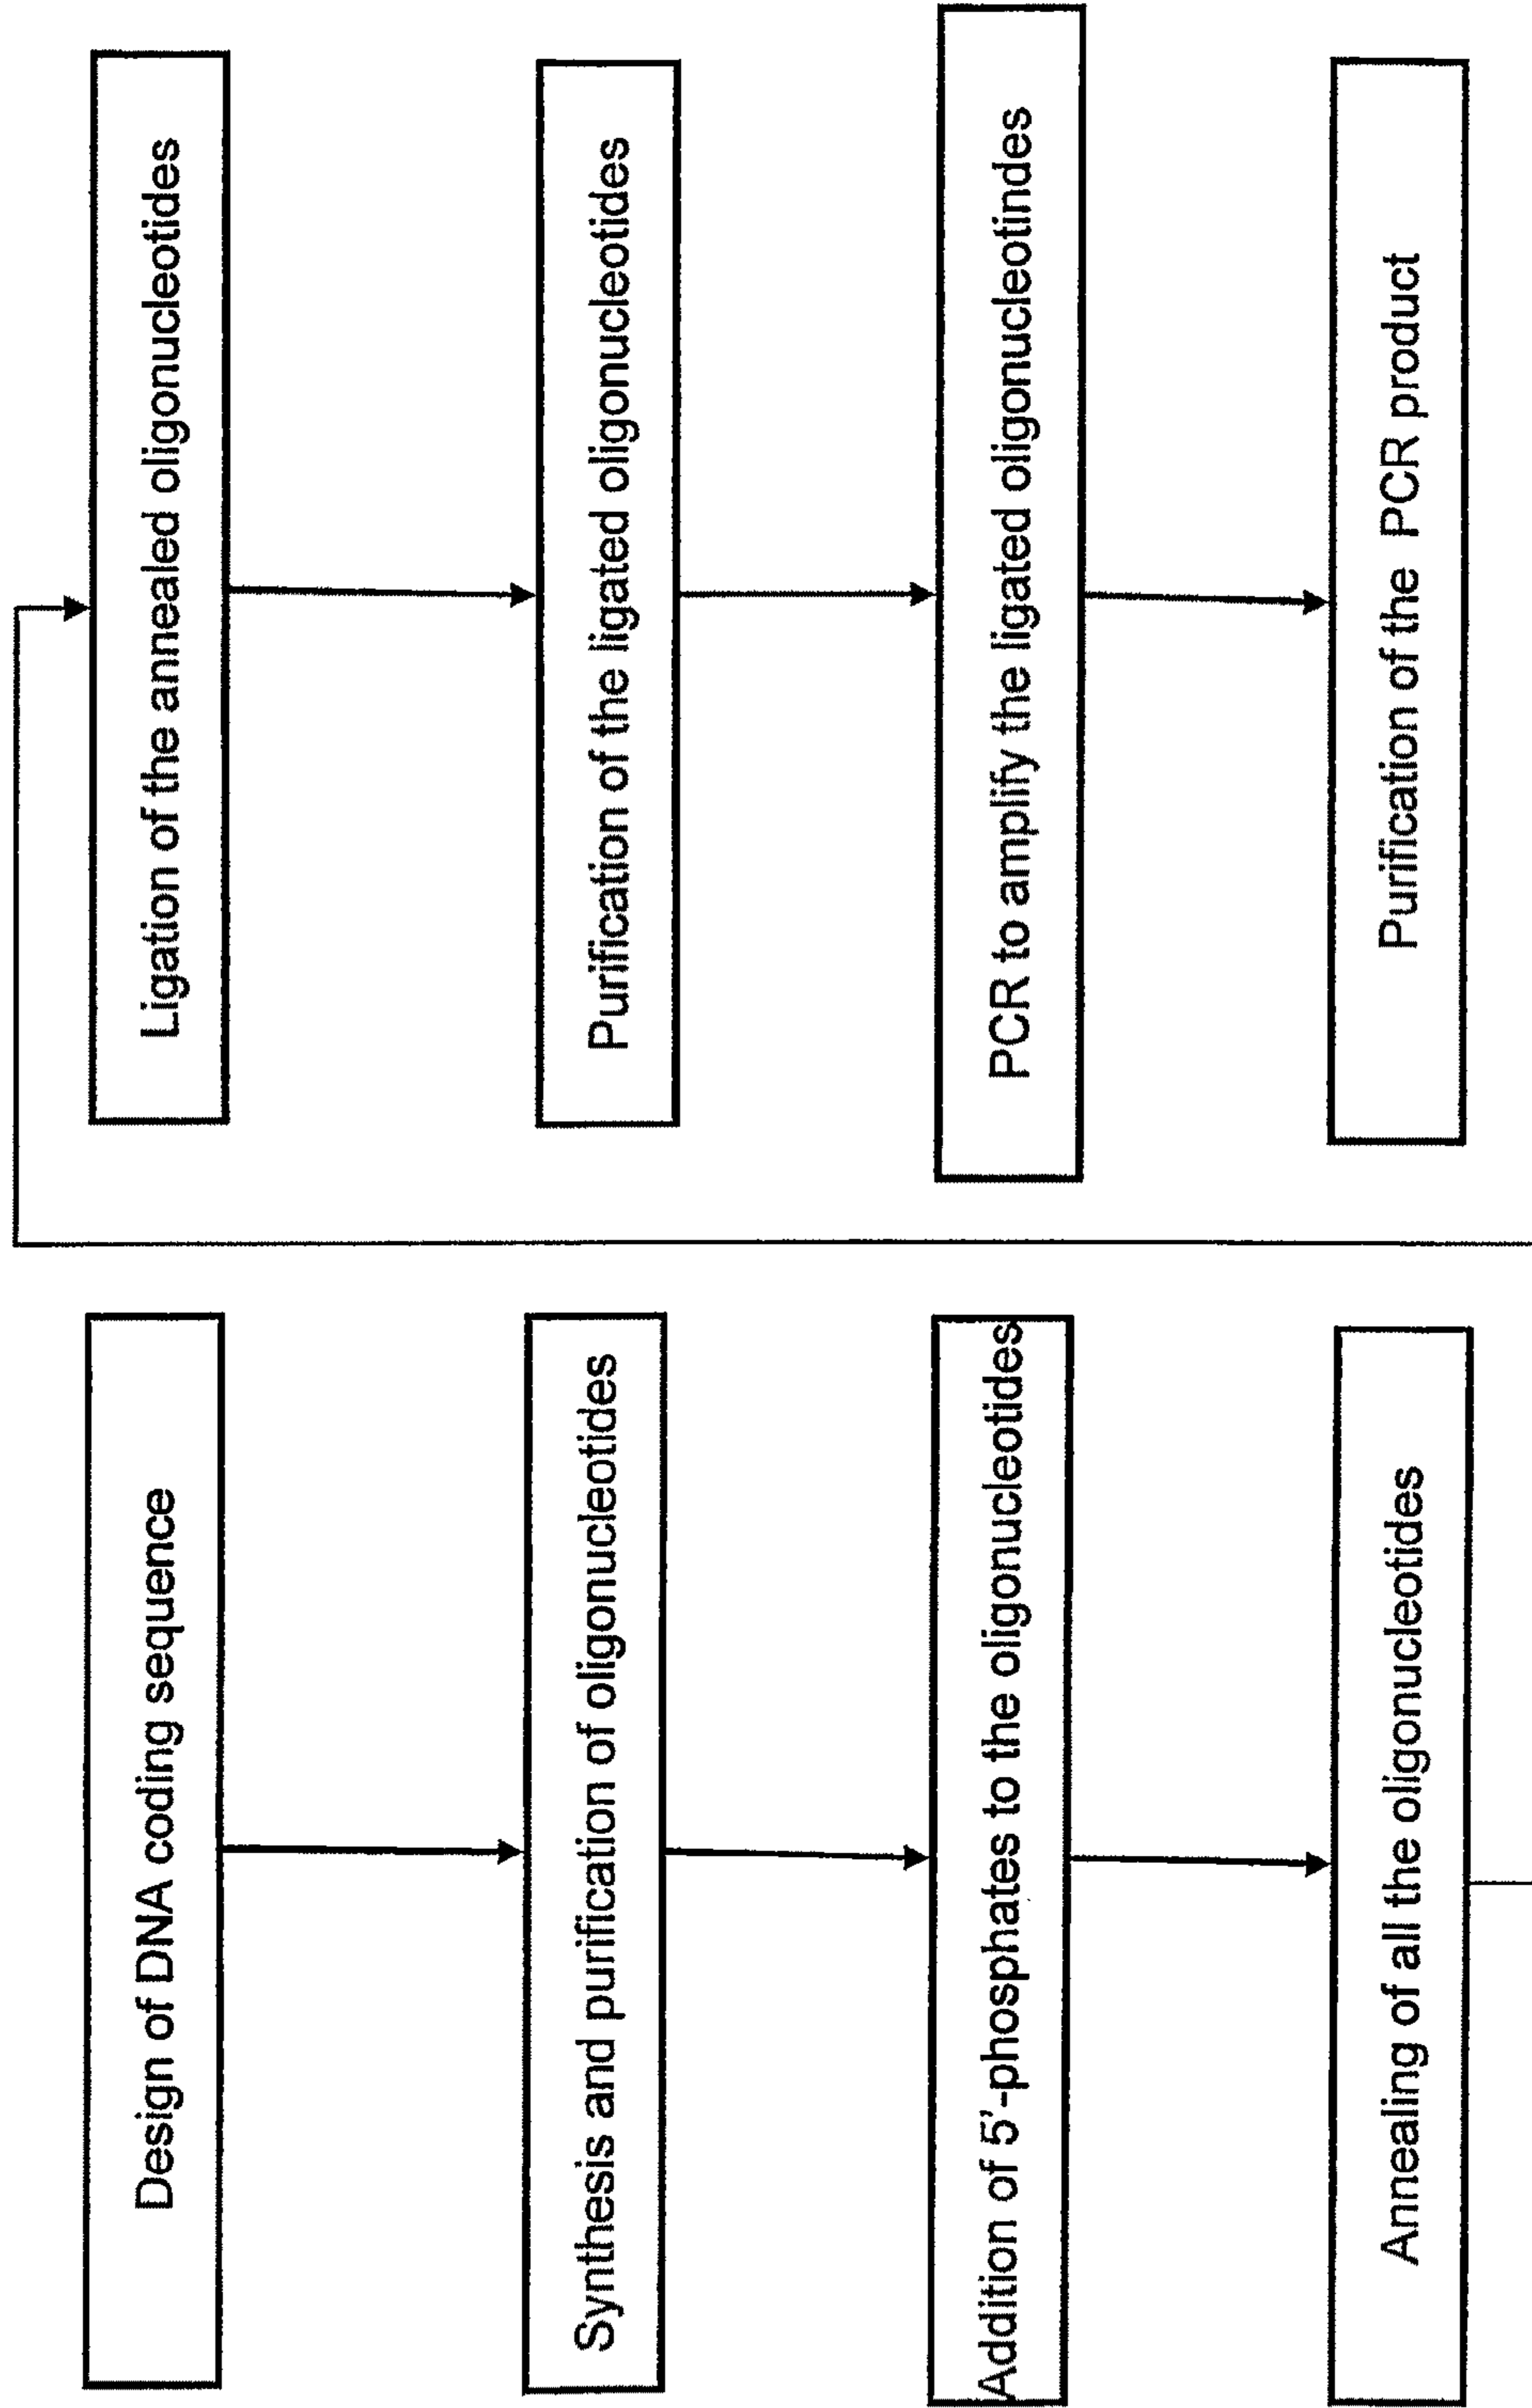 Design of DNA coding sequence
Synthesis and purification of oligonucleotides
Addition of 5'-phosphates to the oligonucleotides
Annealing of all the oligonucleotides
Ligation of the annealed oligonucleotides
Purification of the ligated oligonucleotides
PCR to amplify the ligated oligonucleotindes
Purification of the PCR product